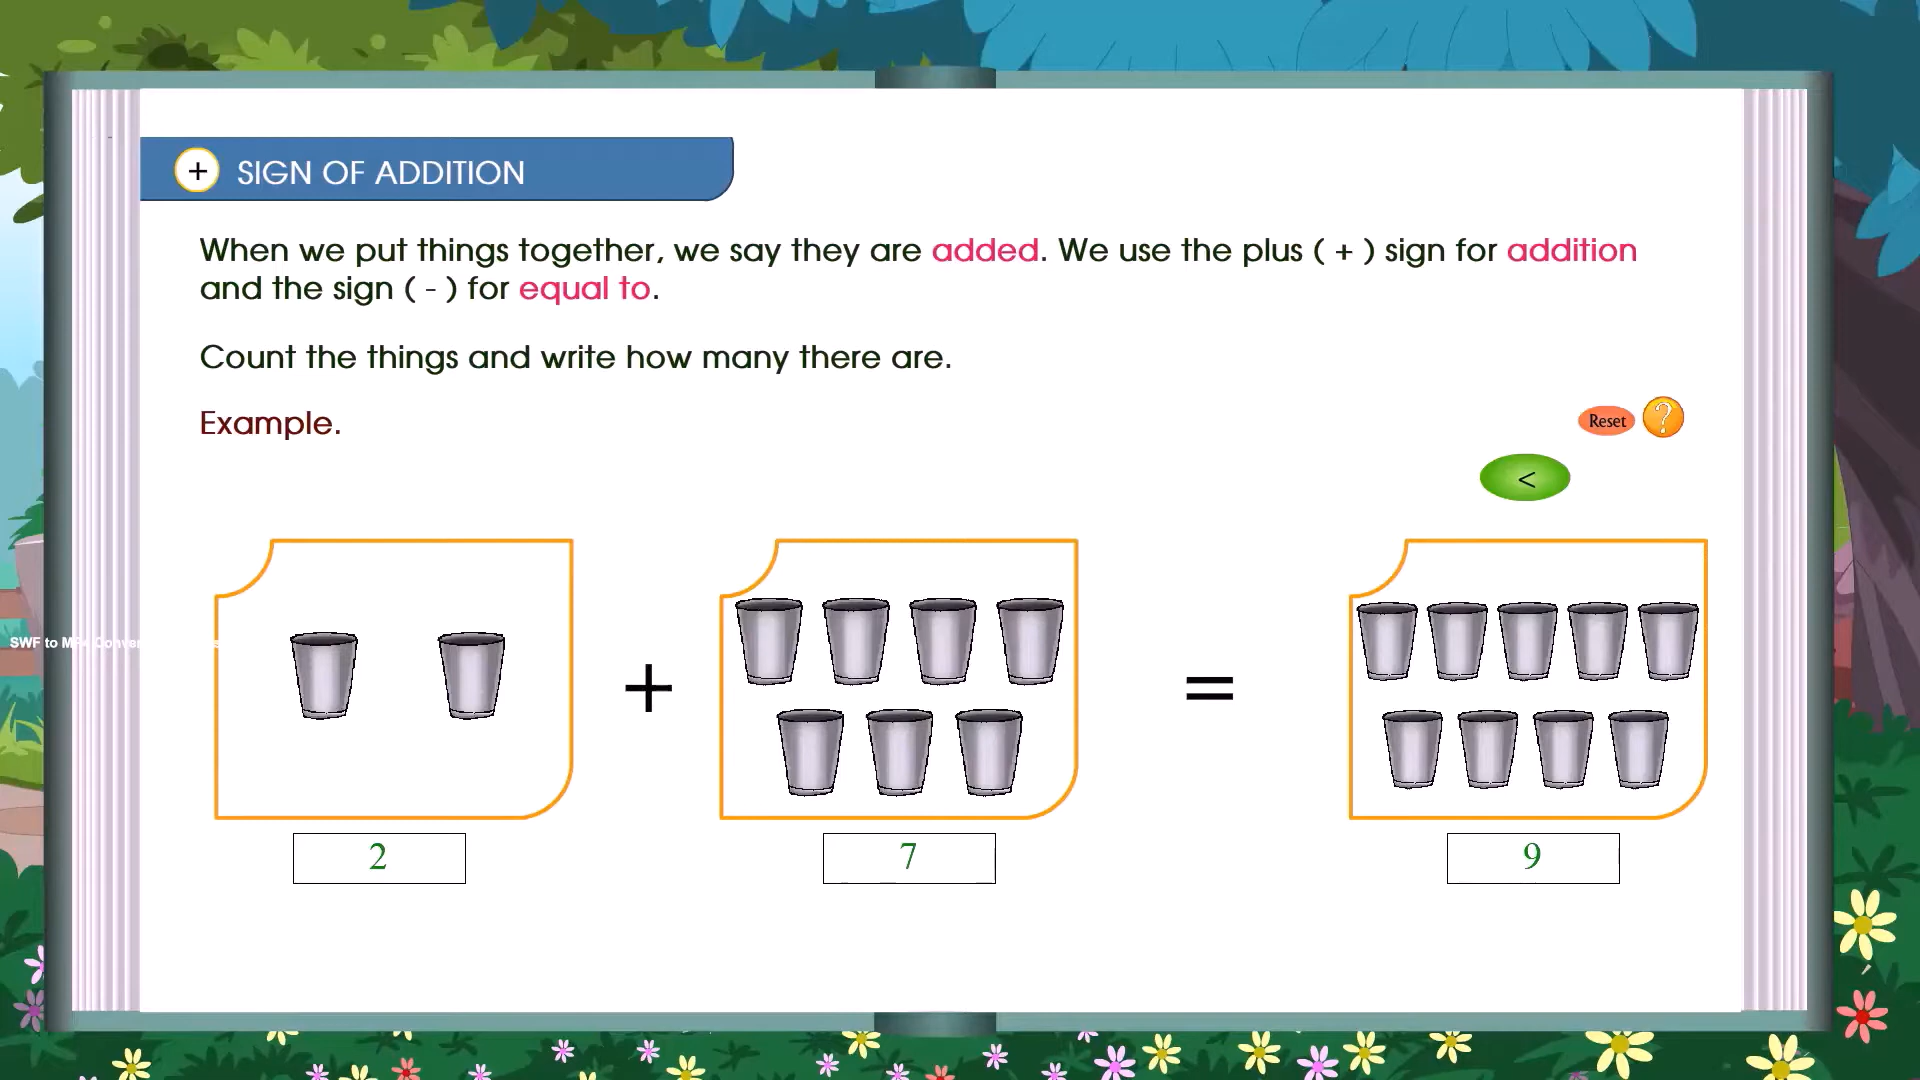 + SIGN OF ADDITION
When we put things together, we say they are added. We use the plus ( + ) sign for addition
and the sign ( - ) for equal to.
Count the things and write how many there are.
Example.
Reset ?
<
SWF to
+ =
2 7 9